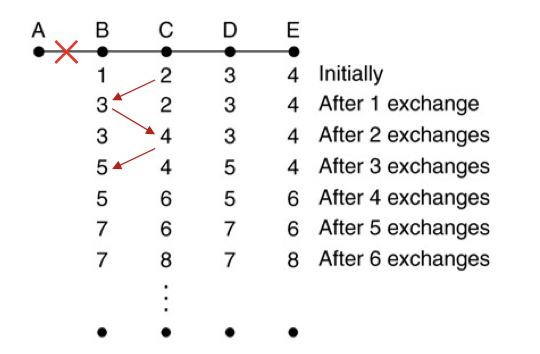 A B C D E
1 2 3 4 Initially
3 2 3 4 After 1 exchange
3 4 3 4 After 2 exchanges
5 4 5 4 After 3 exchanges
5 6 5 6 After 4 exchanges
7 6 7 6 After 5 exchanges
7 8 7 8 After 6 exchanges